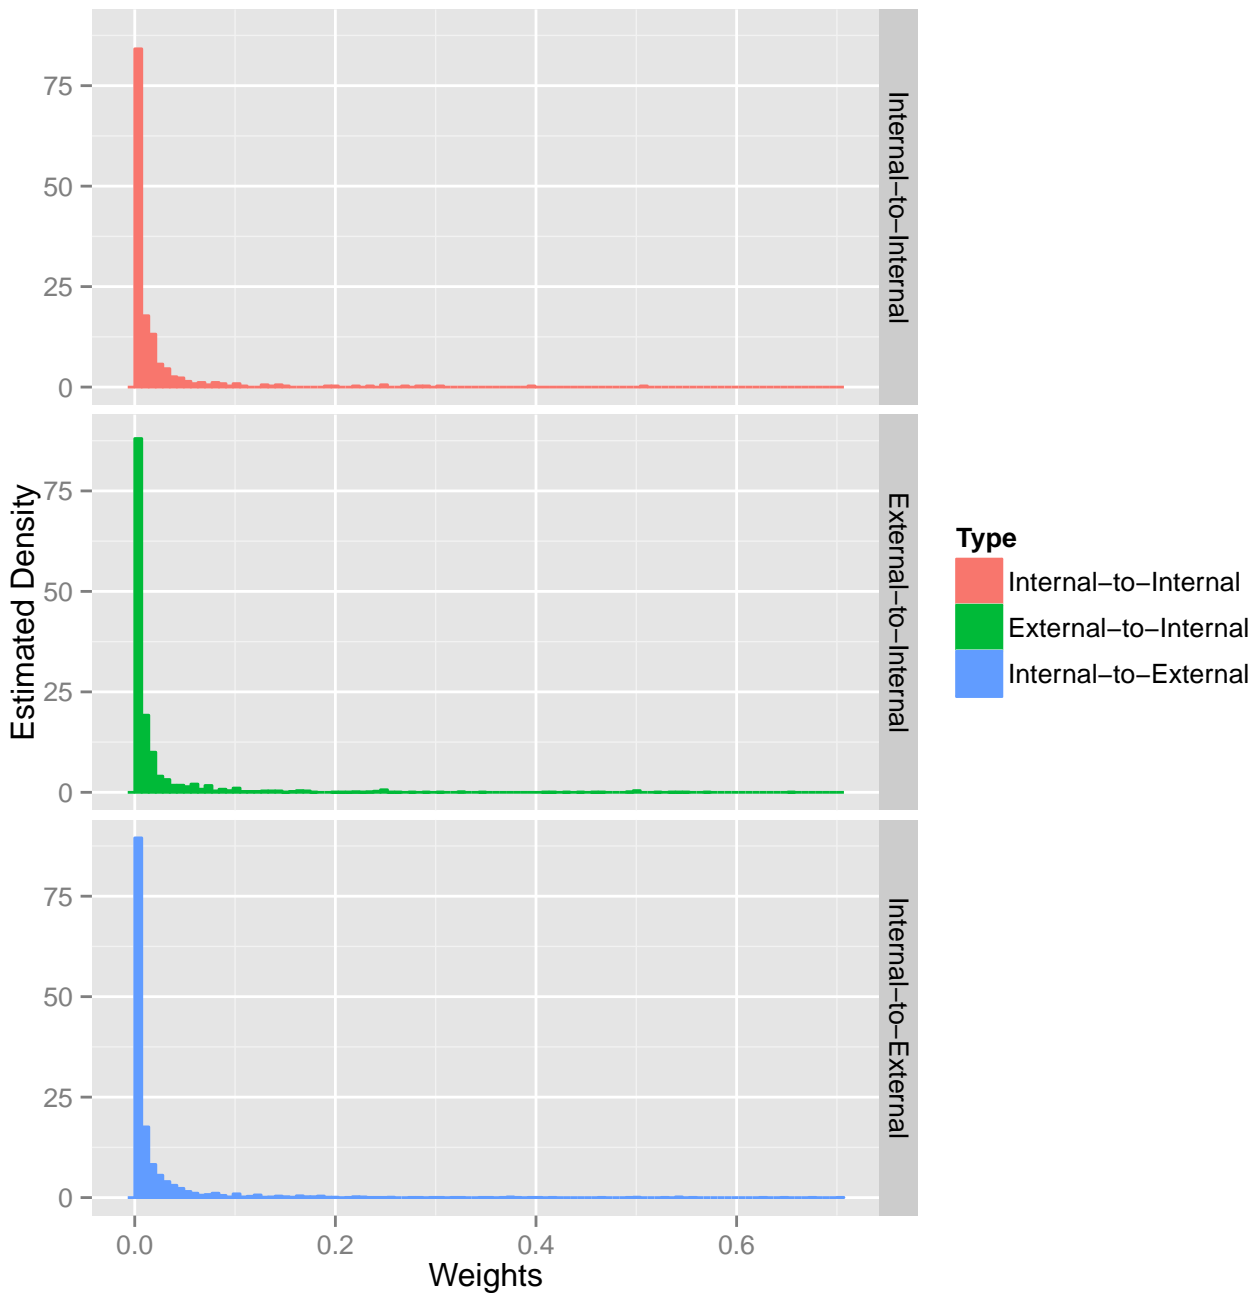 75
50
25
0
Internal−to−Internal
75
50
25
0
External−to−Internal
75
50
25
0
Internal−to−External
0.0 0.2 0.4 0.6
Weights
Estimated Density
Type
Internal−to−Internal
External−to−Internal
Internal−to−External